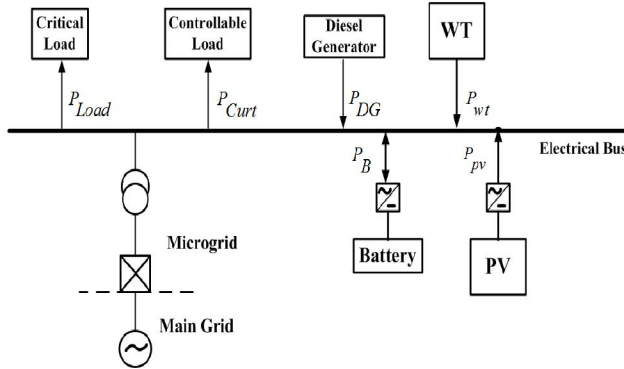 Critical
Load
Controllable
Load
Diesel
Generator
WT
P_Load
P_Curt
P_DG
P_wt
Electrical Bus
P_B
P_pv
Battery
PV
Microgrid
Main Grid